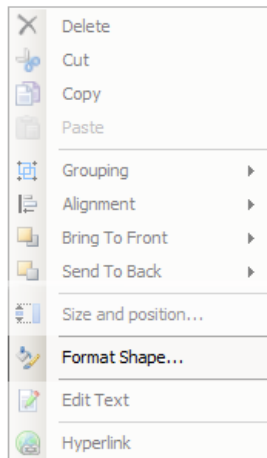 Delete
Cut
Copy
Paste
Grouping
Alignment
Bring To Front
Send To Back
Size and position...
Format Shape...
Edit Text
Hyperlink